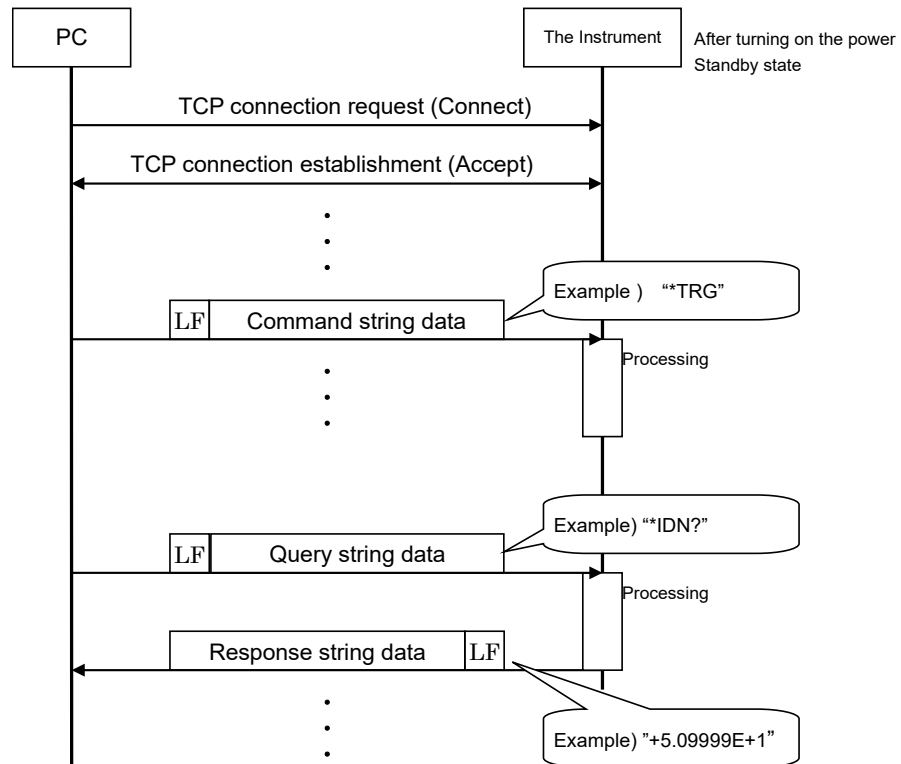 PC
The Instrument
After turning on the power
Standby state
TCP connection request (Connect)
TCP connection establishment (Accept)
Example ) “*TRG”
LF Command string data
Processing
Example) “*IDN?”
LF Query string data
Processing
Response string data LF
Example) ”+5.09999E+1”